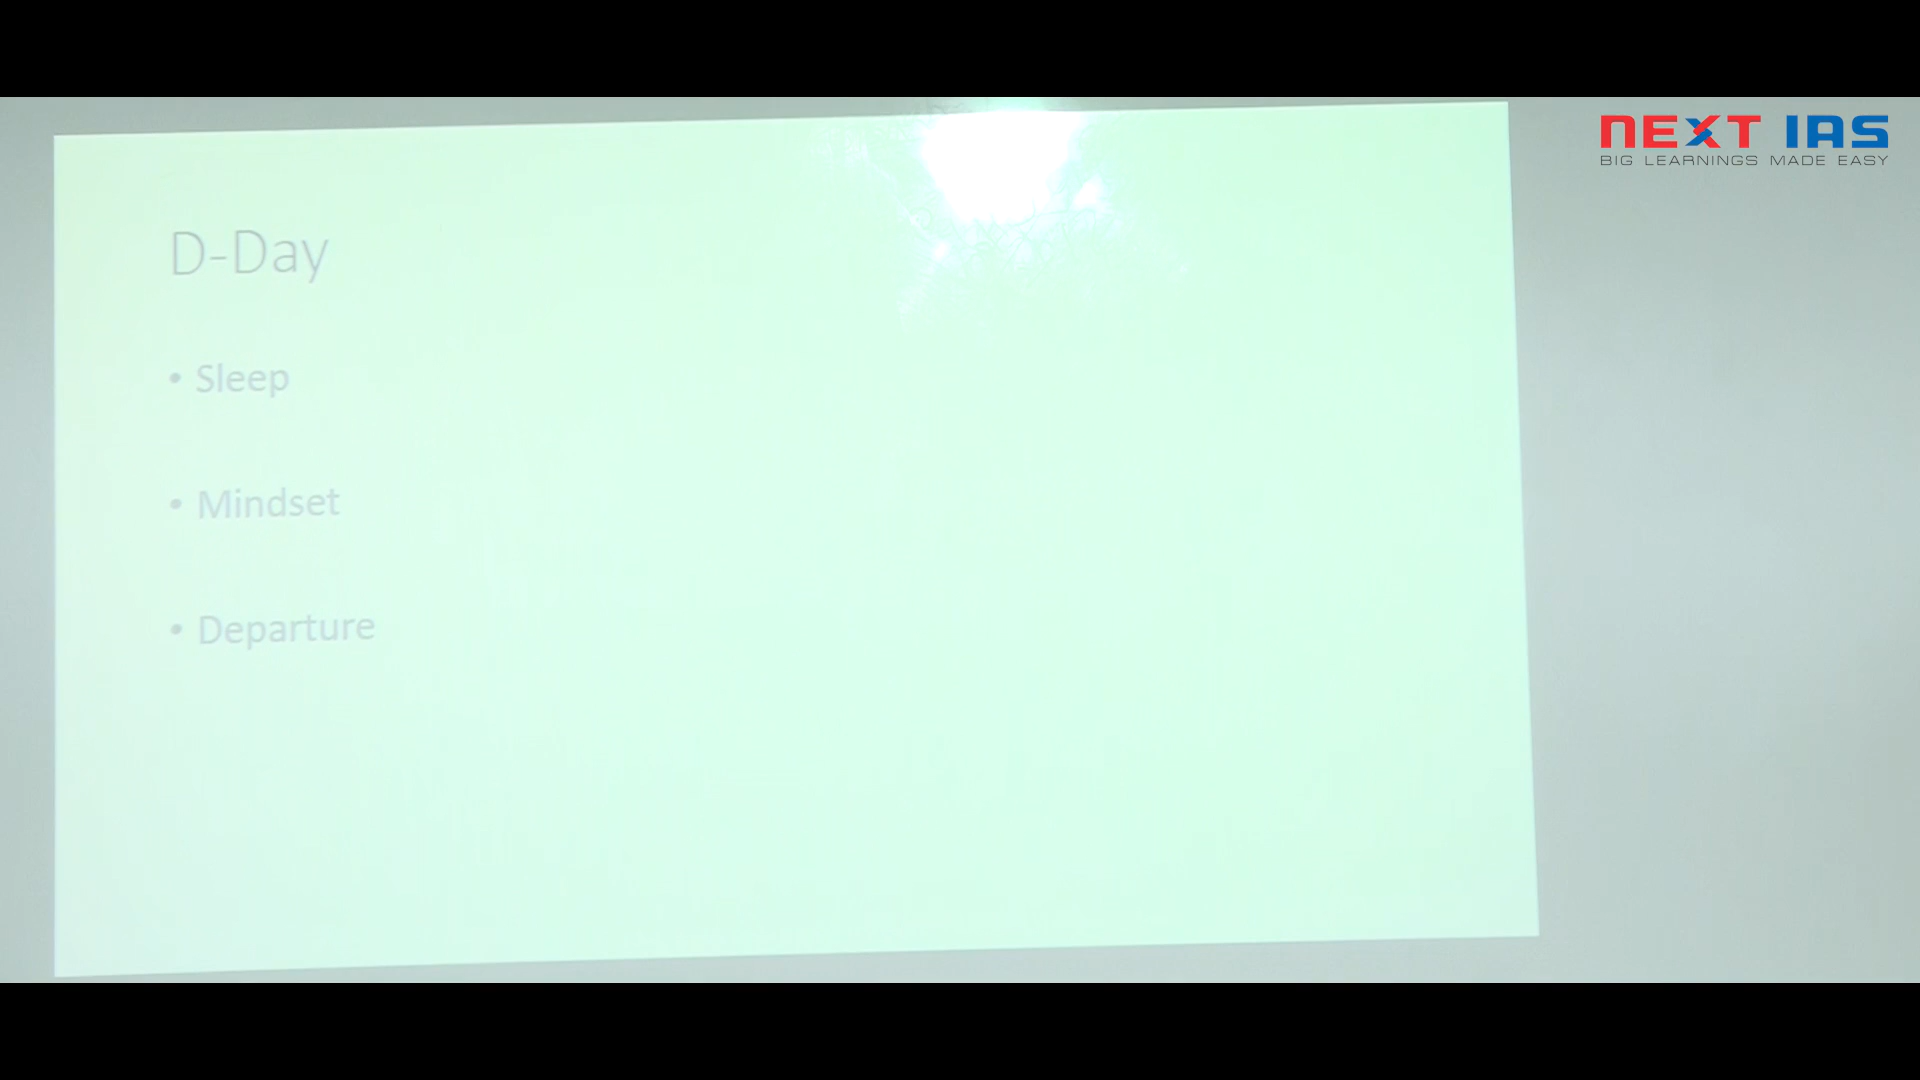 NEXT IAS
BIG LEARNINGS MADE EASY
D-Day
• Sleep
• Mindset
• Departure